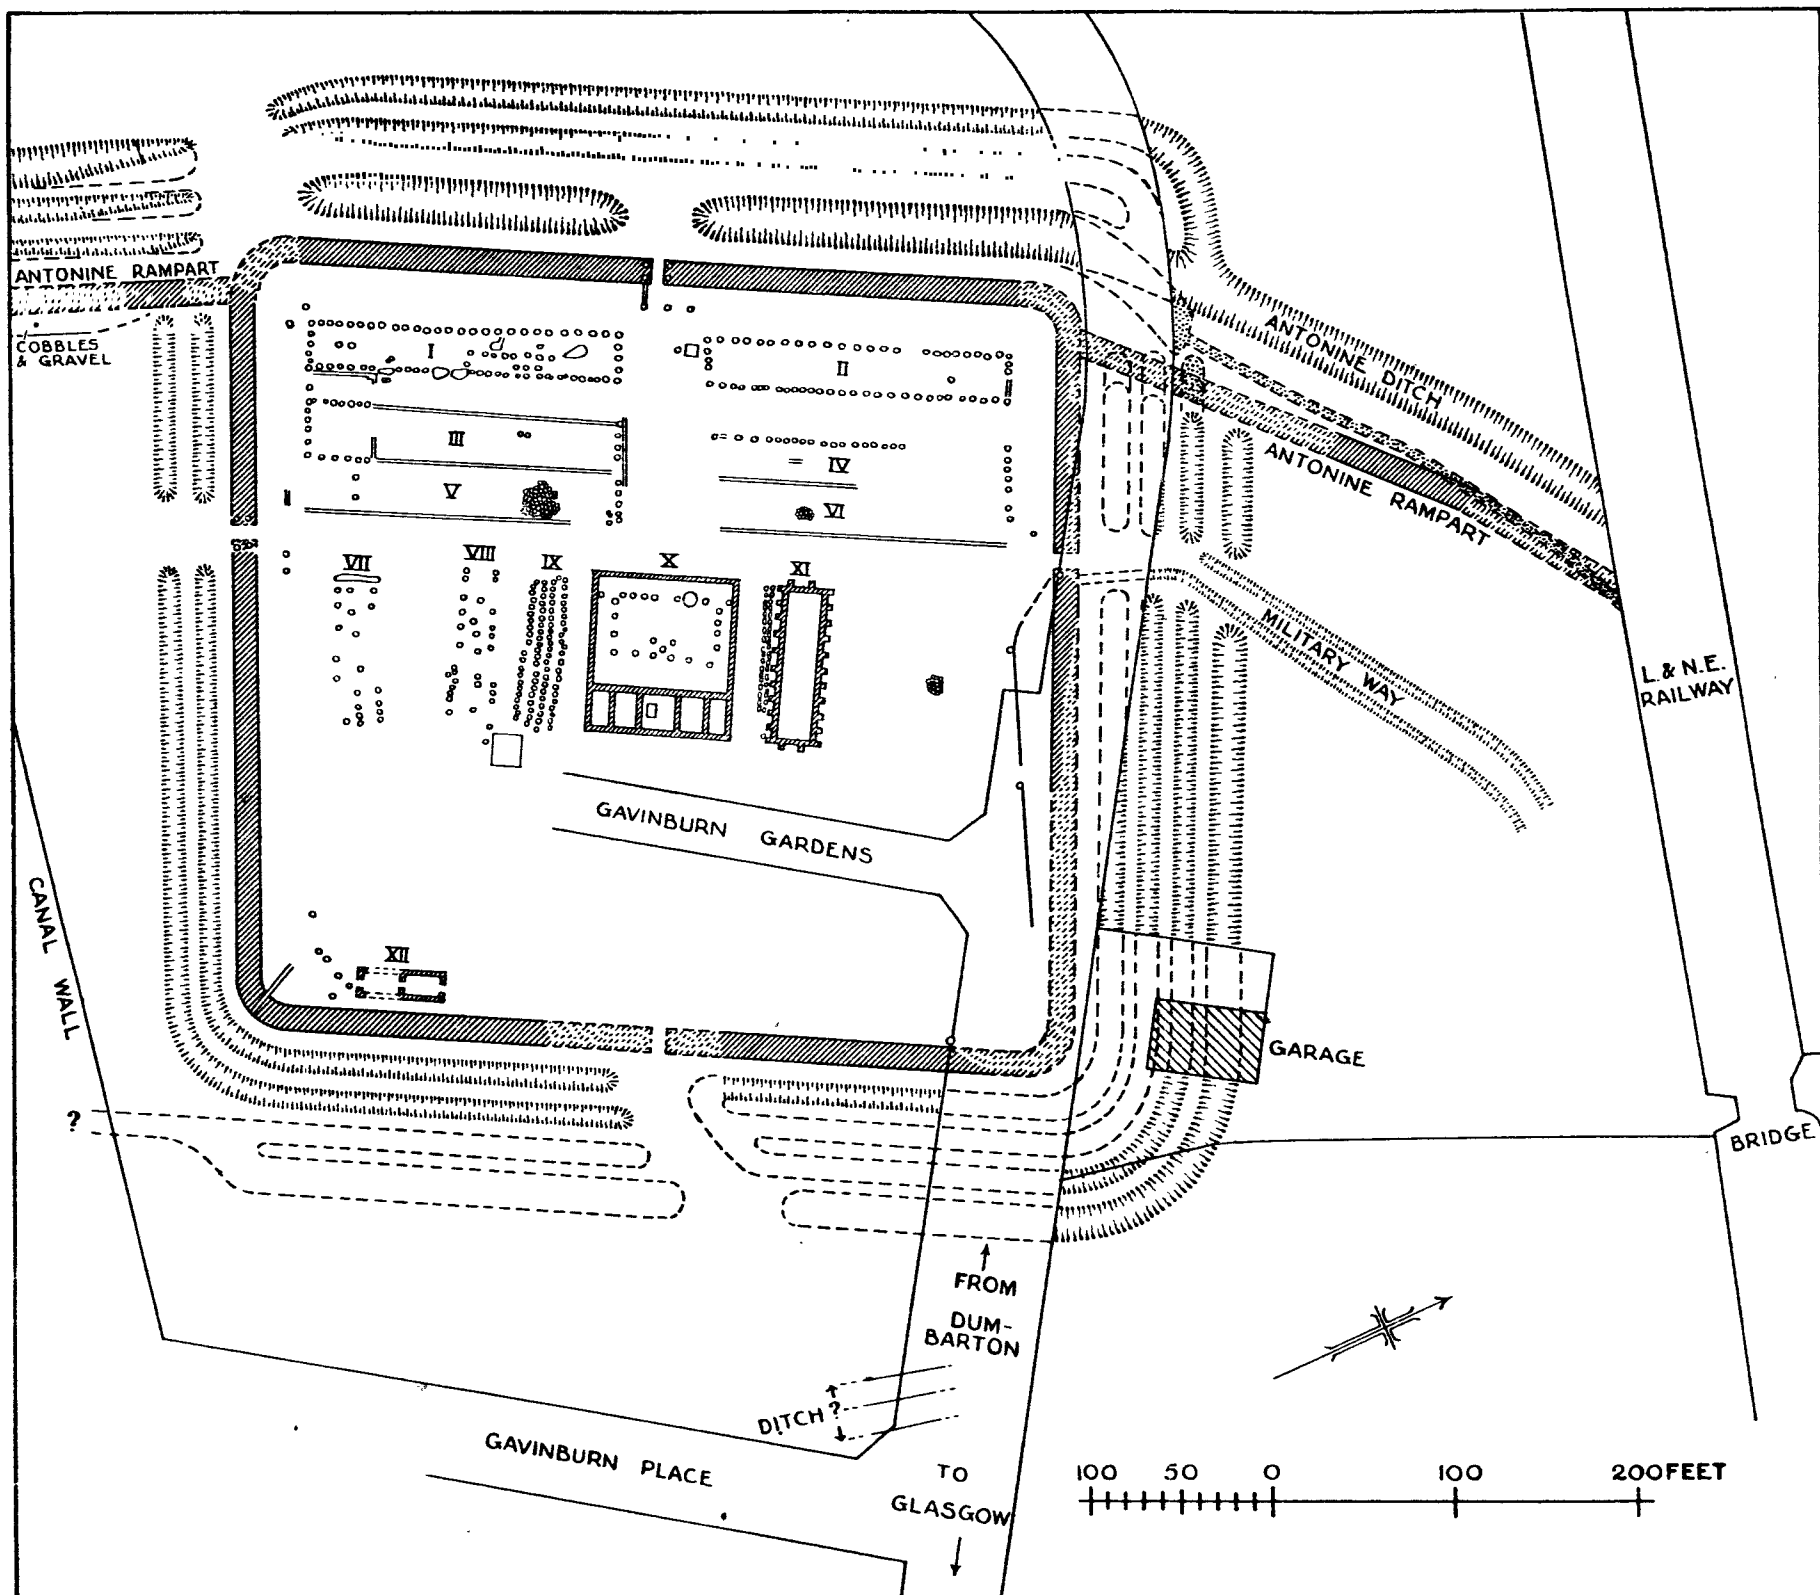 ANTONINE RAMPART
COBBLES
& GRAVEL
I
II
III
IV
V
VI
VII
VIII
IX
X
XI
XII
ANTONINE DITCH
ANTONINE RAMPART
MILITARY WAY
L. & N.E.
RAILWAY
GAVINBURN GARDENS
CANAL WALL
GARAGE
?
BRIDGE
FROM
DUM-
BARTON
DITCH ?
GAVINBURN PLACE
TO
GLASGOW
100 50 0 100 200 FEET